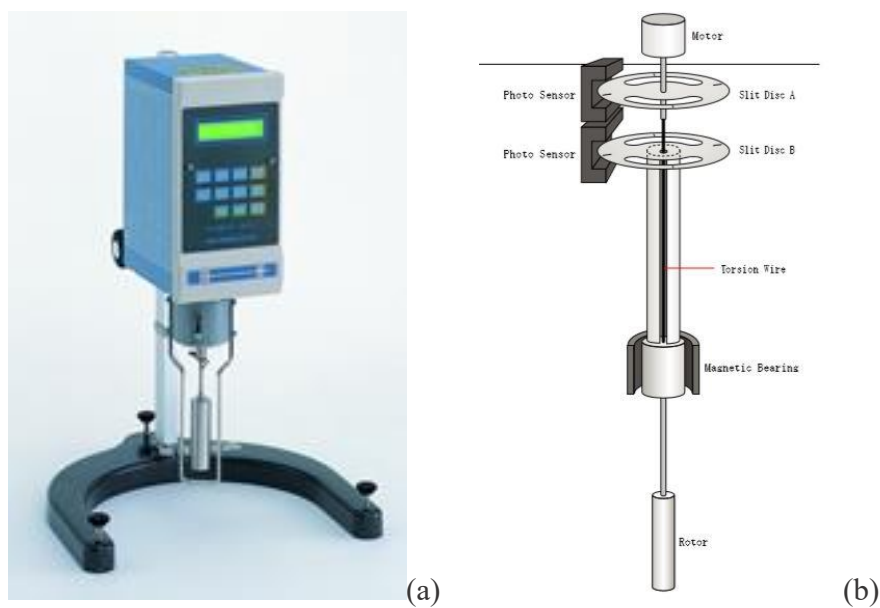 Motor
Photo Sensor
Slit Disc A
Photo Sensor
Slit Disc B
Torsion Wire
Magnetic Bearing
Rotor
(a)
(b)